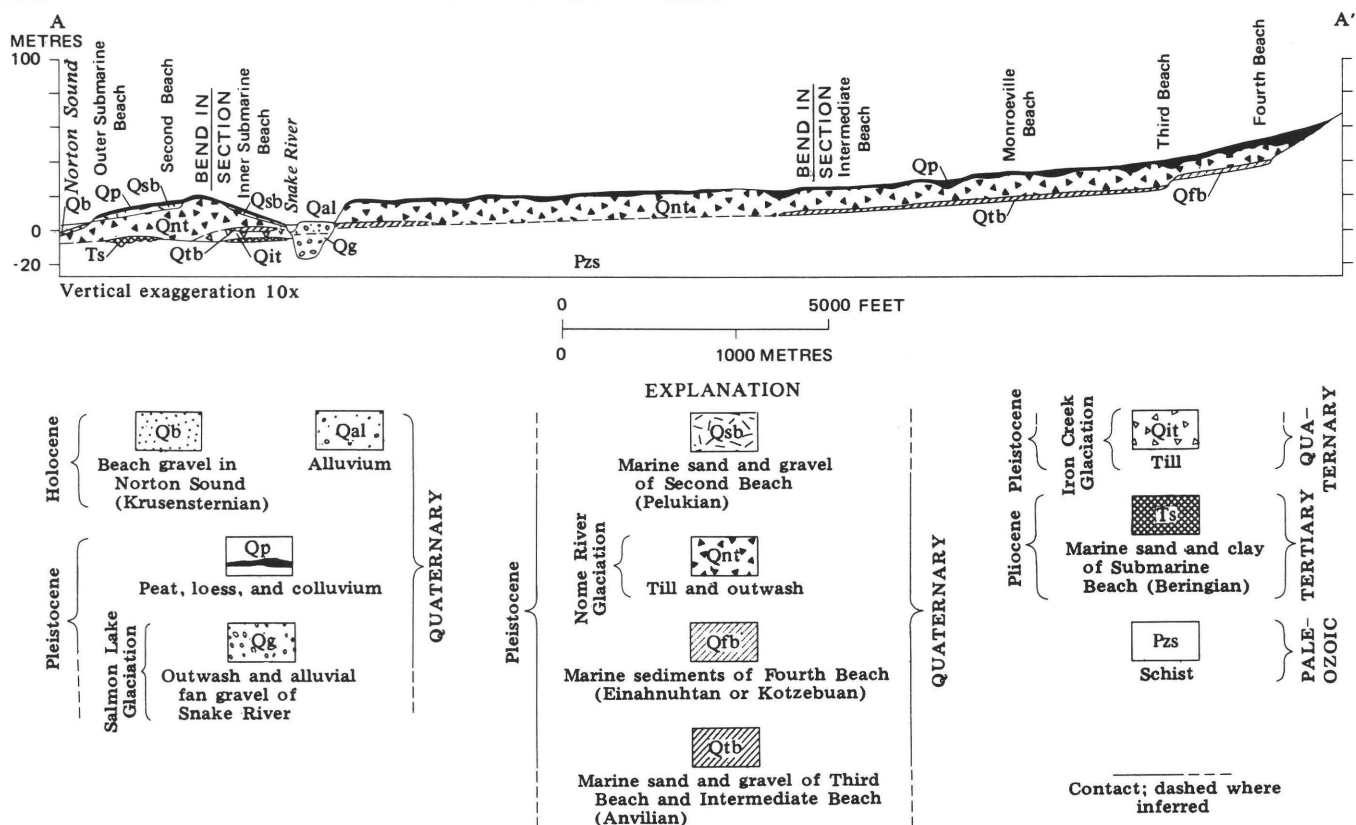 A
A'
METRES
100
50
0
-20
Norton Sound
Outer Submarine
Beach
Second Beach
BEND IN
SECTION
Inner Submarine
Beach
Snake River
BEND IN
SECTION
Intermediate
Beach
Monroeville
Beach
Third Beach
Fourth Beach
Qb
Qp
Qsb
Qsb
Qal
Qnt
Ts
Qtb
Qit
Qg
Qnt
Qp
Qtb
Qfb
Pzs
Vertical exaggeration 10x
0
5000 FEET
0
1000 METRES
EXPLANATION
Holocene
Qb
Beach gravel in
Norton Sound
(Krusensternian)
Qal
Alluvium
Pleistocene
Qp
Peat, loess, and colluvium
Salmon Lake
Glaciation
Qg
Outwash and alluvial
fan gravel of
Snake River
QUATERNARY
Pleistocene
Qsb
Marine sand and gravel
of Second Beach
(Pelukian)
Nome River
Glaciation
Qnt
Till and outwash
Qfb
Marine sediments of Fourth Beach
(Einahnuhtan or Kotzebuan)
Qtb
Marine sand and gravel of Third
Beach and Intermediate Beach
(Anvilian)
QUATERNARY
Pleistocene
Iron Creek
Glaciation
Qit
Till
QUA-
TERNARY
Pliocene
Ts
Marine sand and clay
of Submarine
Beach (Beringian)
TERTIARY
Pzs
Schist
PALE-
OZOIC
Contact; dashed where
inferred